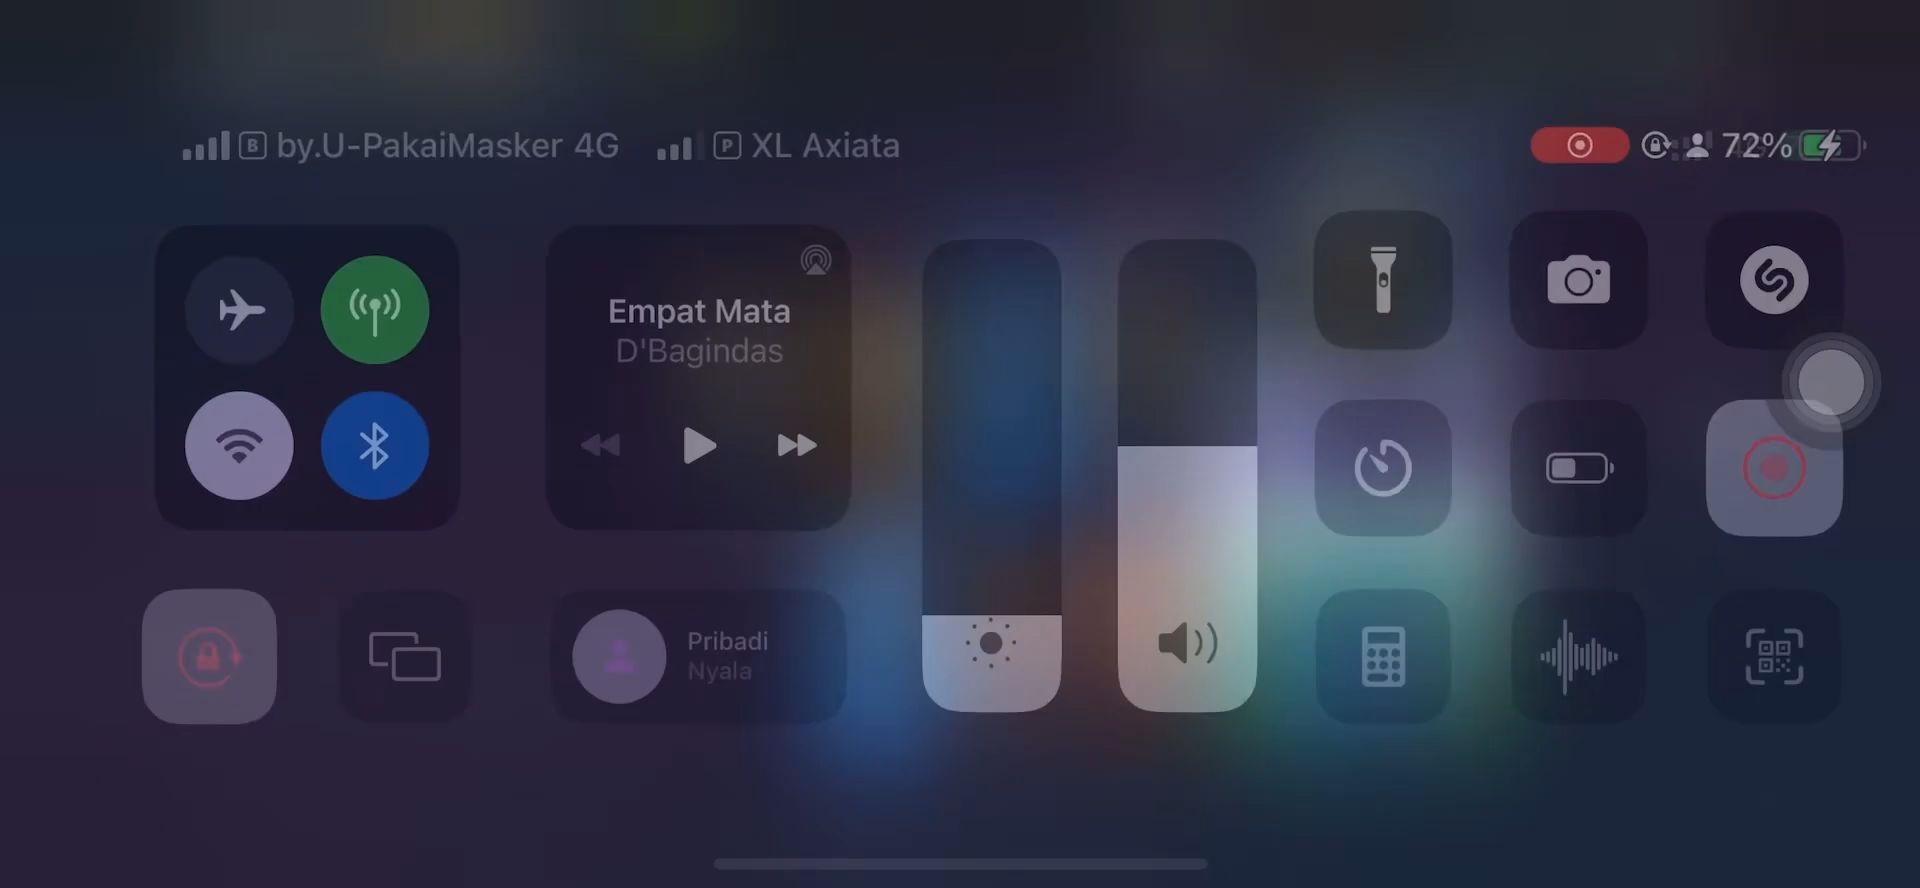 B by.U-PakaiMasker 4G P XL Axiata 72%
Empat Mata
D'Bagindas
Pribadi
Nyala